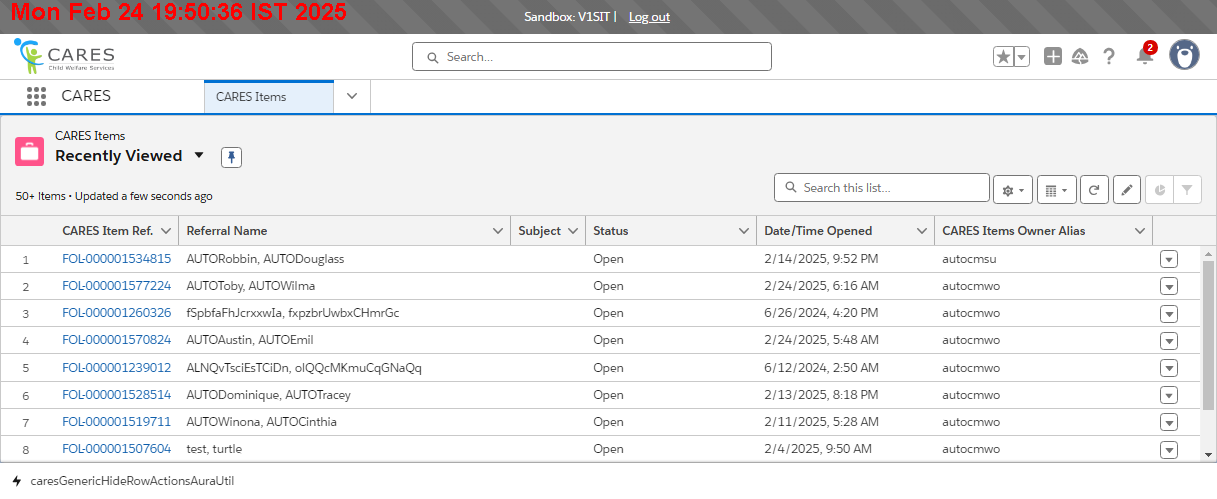 Mon Feb 24 19:50:36 IST 2025
Sandbox: V1SIT | Log out
CARES
Child Welfare Services
Search...
2
CARES
CARES Items
CARES Items
Recently Viewed
50+ Items • Updated a few seconds ago
Search this list...
CARES Item Ref. Referral Name Subject Status Date/Time Opened CARES Items Owner Alias
1 FOL-000001534815 AUTORobbin, AUTODouglass Open 2/14/2025, 9:52 PM autocmsu
2 FOL-000001577224 AUTOToby, AUTOWilma Open 2/24/2025, 6:16 AM autocmwo
3 FOL-000001260326 fSpbfaFhJcrxxwIa, fxpzbrUwbxCHmrGc Open 6/26/2024, 4:20 PM autocmwo
4 FOL-000001570824 AUTOAustin, AUTOEmil Open 2/24/2025, 5:48 AM autocmwo
5 FOL-000001239012 ALNQvTsciEsTCiDn, olQQcMKmuCqGNaQq Open 6/12/2024, 2:50 AM autocmwo
6 FOL-000001528514 AUTODominique, AUTOTracey Open 2/13/2025, 8:18 PM autocmwo
7 FOL-000001519711 AUTOWinona, AUTOCinthia Open 2/11/2025, 5:28 AM autocmwo
8 FOL-000001507604 test, turtle Open 2/4/2025, 9:50 AM autocmwo
caresGenericHideRowActionsAuraUtil